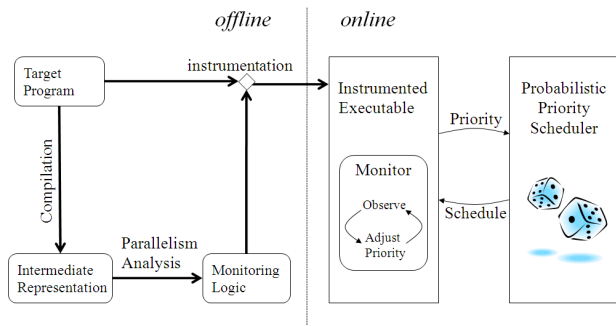 offline
online
instrumentation
Target
Program
Compilation
Intermediate
Representation
Parallelism
Analysis
Monitoring
Logic
Instrumented
Executable
Monitor
Observe
Adjust
Priority
Priority
Schedule
Probabilistic
Priority
Scheduler